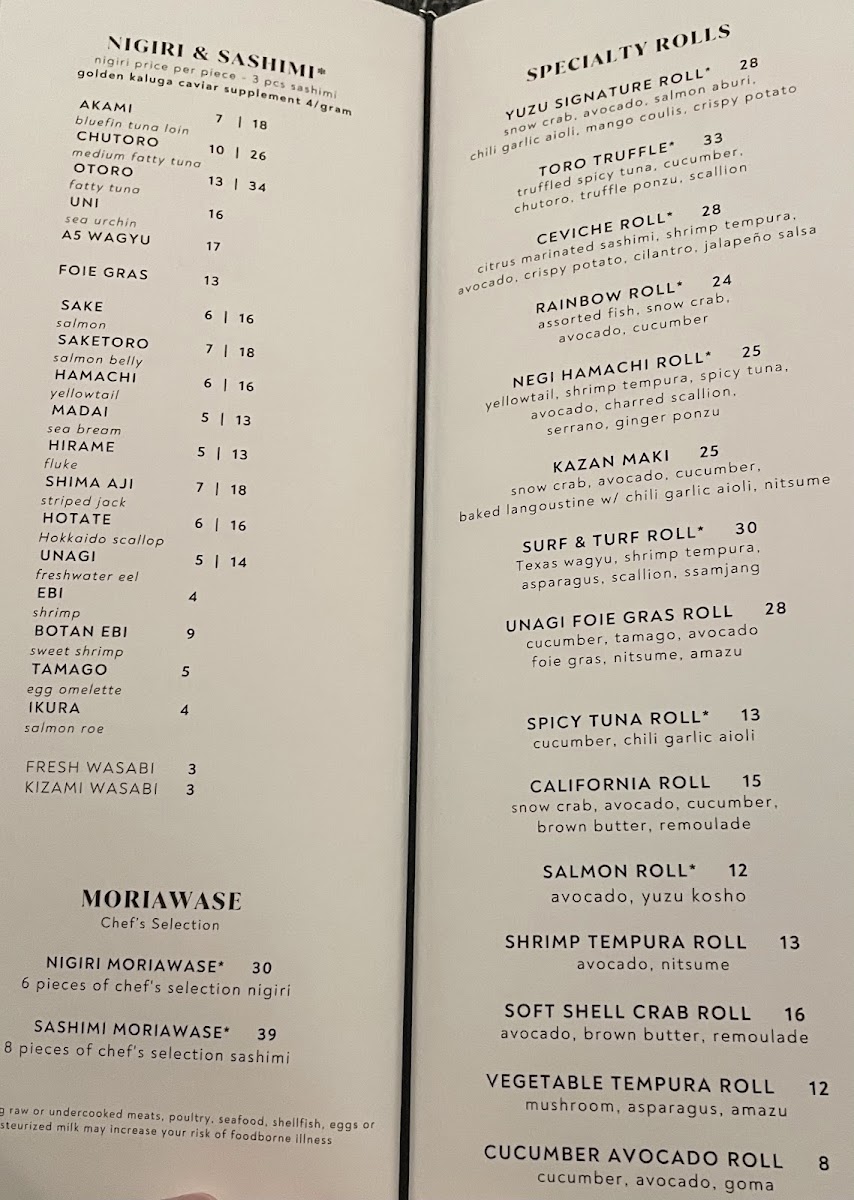 NIGIRI & SASHIMI*
nigiri price per piece - 3 pcs sashimi
golden kaluga caviar supplement 4/gram
AKAMI 7 | 18
bluefin tuna loin
CHUTORO 10 | 26
medium fatty tuna
OTORO 13 | 34
fatty tuna
UNI 16
sea urchin
A5 WAGYU 17
FOIE GRAS 13
SAKE 6 | 16
salmon
SAKETORO 7 | 18
salmon belly
HAMACHI 6 | 16
yellowtail
MADAI 5 | 13
sea bream
HIRAME 5 | 13
fluke
SHIMA AJI 7 | 18
striped jack
HOTATE 6 | 16
Hokkaido scallop
UNAGI 5 | 14
freshwater eel
EBI 4
shrimp
BOTAN EBI 9
sweet shrimp
TAMAGO 5
egg omelette
IKURA 4
salmon roe
FRESH WASABI 3
KIZAMI WASABI 3
MORIAWASE
Chef's Selection
NIGIRI MORIAWASE* 30
6 pieces of chef's selection nigiri
SASHIMI MORIAWASE* 39
8 pieces of chef's selection sashimi
raw or undercooked meats, poultry, seafood, shellfish, eggs or
milk may increase your risk of foodborne illness
SPECIALTY ROLLS
YUZU SIGNATURE ROLL* 28
snow crab, avocado, salmon aburi,
chili garlic aioli, mango coulis, crispy potato
TORO TRUFFLE* 33
truffled spicy tuna, cucumber,
chutoro, truffle ponzu, scallion
CEVICHE ROLL* 28
citrus marinated sashimi, shrimp tempura,
avocado, crispy potato, cilantro, jalapeño salsa
RAINBOW ROLL* 24
assorted fish, snow crab,
avocado, cucumber
NEGI HAMACHI ROLL* 25
yellowtail, shrimp tempura, spicy tuna,
avocado, charred scallion,
serrano, ginger ponzu
KAZAN MAKI 25
snow crab, avocado, cucumber,
baked langoustine w/ chili garlic aioli, nitsume
SURF & TURF ROLL* 30
Texas wagyu, shrimp tempura,
asparagus, scallion, ssamjang
UNAGI FOIE GRAS ROLL 28
cucumber, tamago, avocado
foie gras, nitsume, amazu
SPICY TUNA ROLL* 13
cucumber, chili garlic aioli
CALIFORNIA ROLL 15
snow crab, avocado, cucumber,
brown butter, remoulade
SALMON ROLL* 12
avocado, yuzu kosho
SHRIMP TEMPURA ROLL 13
avocado, nitsume
SOFT SHELL CRAB ROLL 16
avocado, brown butter, remoulade
VEGETABLE TEMPURA ROLL 12
mushroom, asparagus, amazu
CUCUMBER AVOCADO ROLL 8
cucumber, avocado, goma